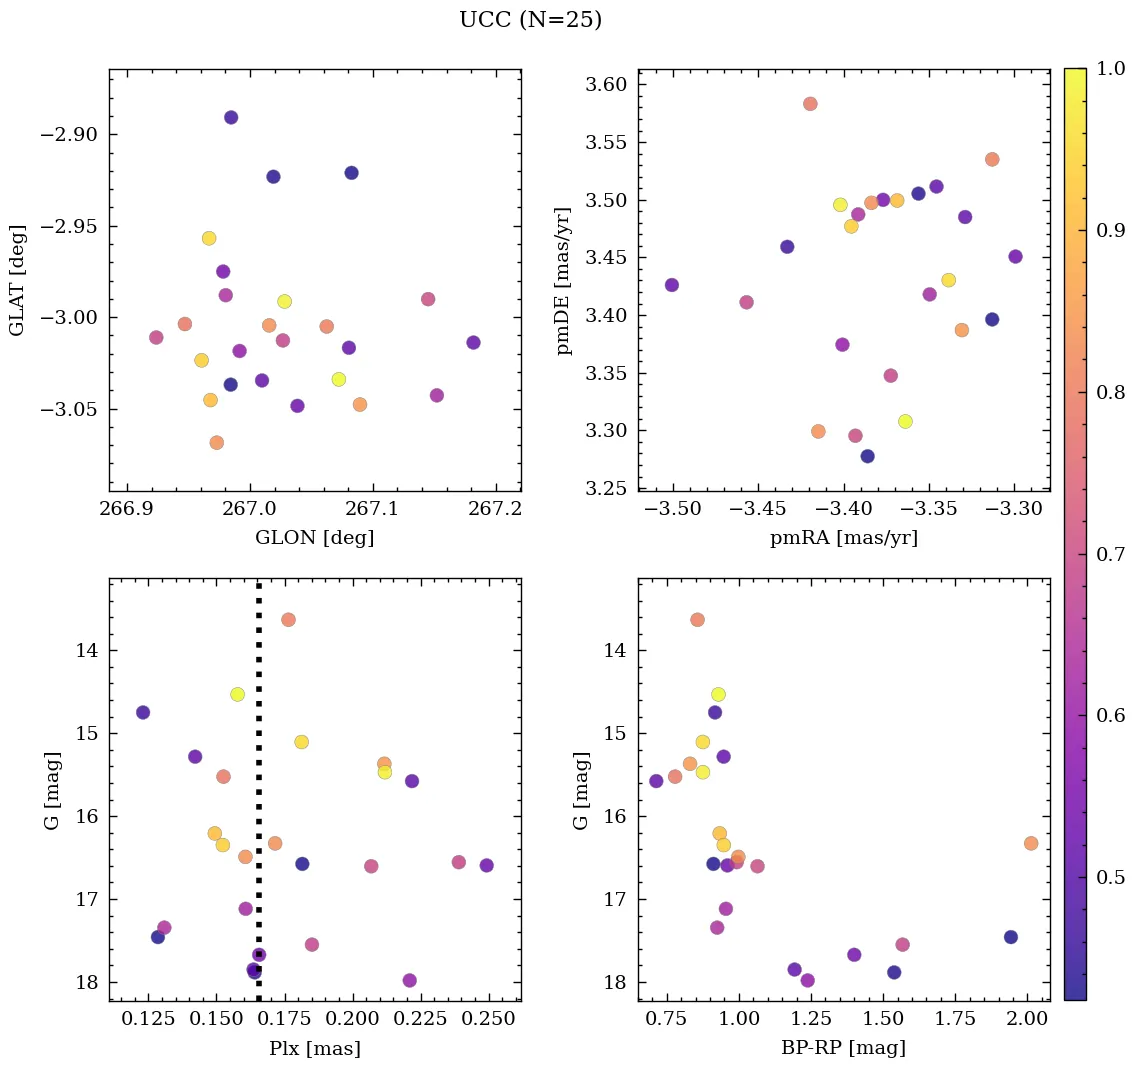 UCC (N=25)
−2.90
−2.95
−3.00
−3.05
GLAT [deg]
266.9 267.0 267.1 267.2
GLON [deg]
3.60
3.55
3.50
3.45
3.40
3.35
3.30
3.25
pmDE [mas/yr]
−3.50 −3.45 −3.40 −3.35 −3.30
pmRA [mas/yr]
14
15
16
17
18
G [mag]
0.125 0.150 0.175 0.200 0.225 0.250
Plx [mas]
14
15
16
17
18
G [mag]
0.75 1.00 1.25 1.50 1.75 2.00
BP-RP [mag]
1.0
0.9
0.8
0.7
0.6
0.5